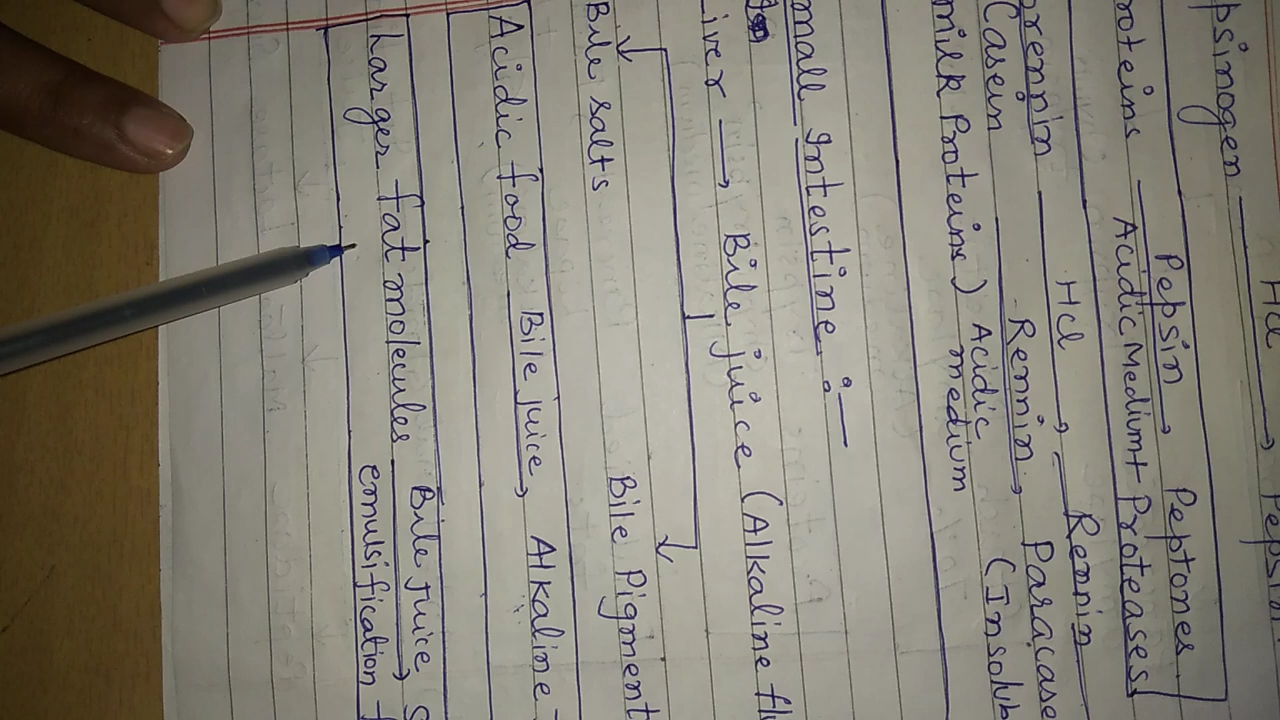 HCl → Pepsin
psinogen
roteins Pepsin → Peptones
Acidic Medium + Proteases
prennin HCl → Rennin
(Casein Rennin → Paracase
milk Proteins) Acidic medium (Insolub
mall Intestine :—
iver → Bile juice (Alkaline flu
Bile salts Bile Pigment
Acidic food Bile juice → Alkaline
Larger fat molecules Bile juice → S
emulsification f